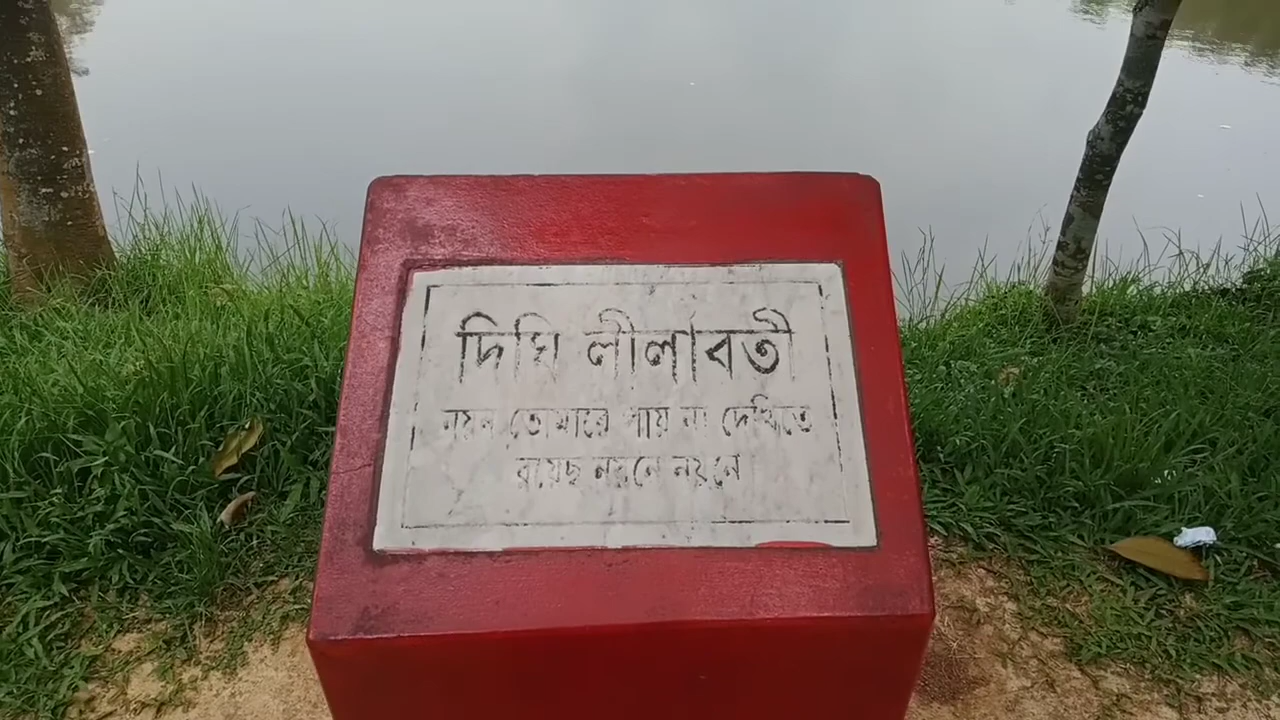 দিঘি লীলাবতী
নয়ন তোমারে পায় না দেখিতে
রয়েছ নয়নে নয়নে